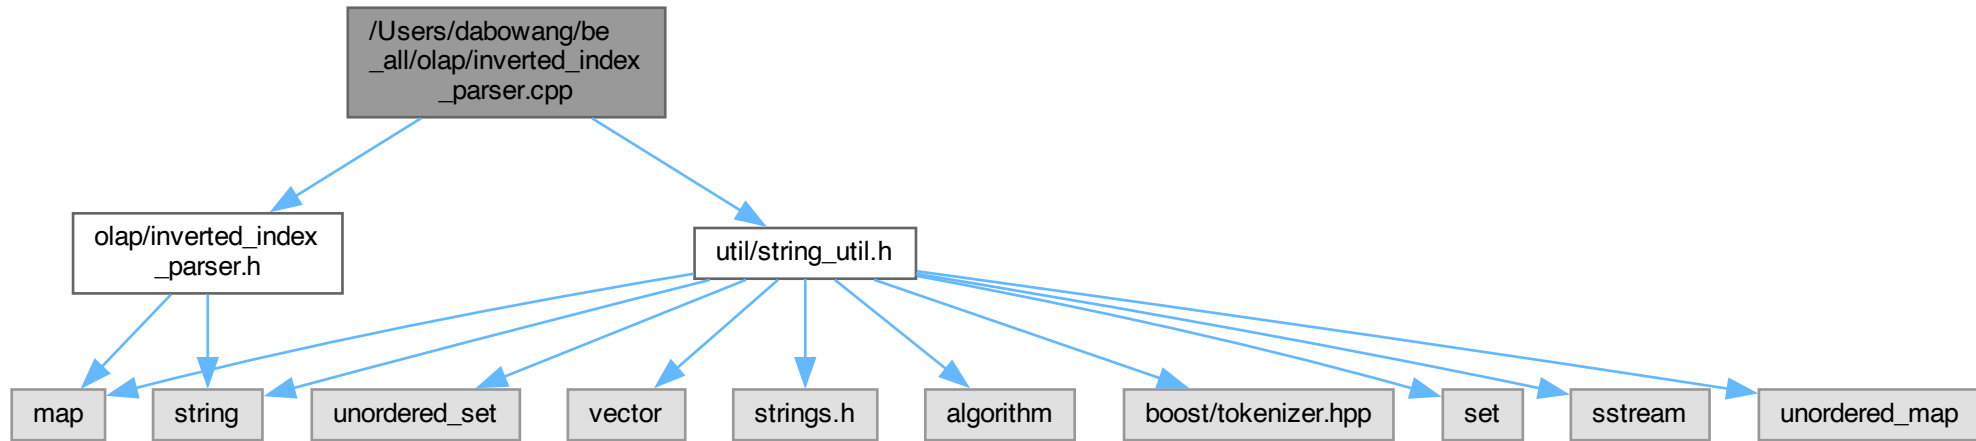 /Users/dabowang/be
_all/olap/inverted_index
_parser.cpp
olap/inverted_index
_parser.h
util/string_util.h
map
string
unordered_set
vector
strings.h
algorithm
boost/tokenizer.hpp
set
sstream
unordered_map